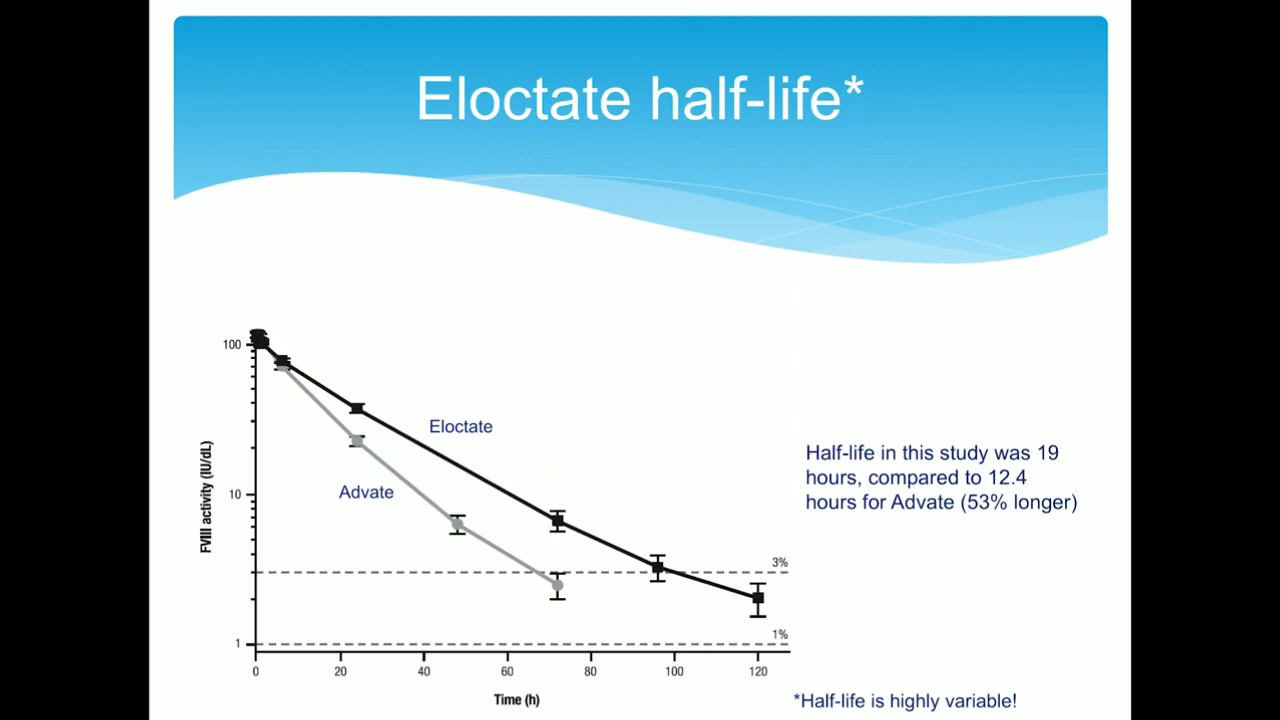 Eloctate half-life*
100
10
1
FVIII activity (IU/dL)
Eloctate
Advate
3%
1%
0 20 40 60 80 100 120
Time (h)
Half-life in this study was 19
hours, compared to 12.4
hours for Advate (53% longer)
*Half-life is highly variable!